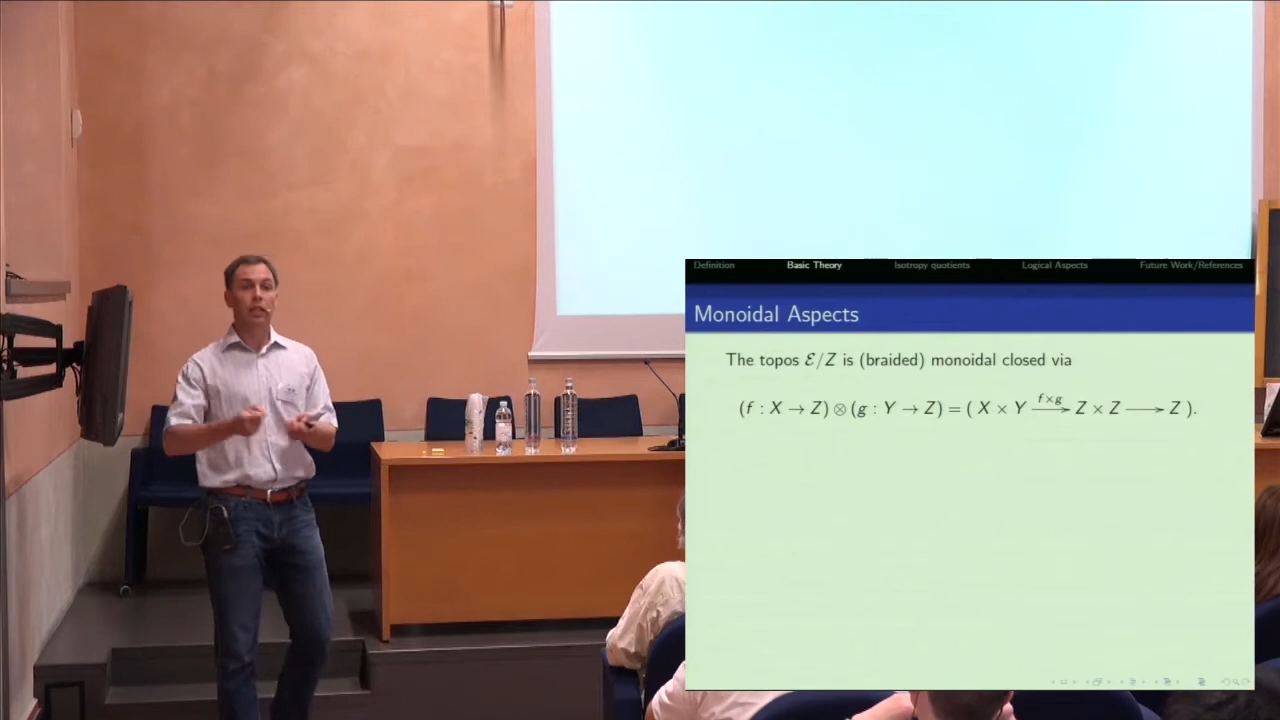 Definition Basic Theory Isotropy quotients Logical Aspects Future Work/References
Monoidal Aspects
The topos ℰ/Z is (braided) monoidal closed via
(f : X → Z) ⊗ (g : Y → Z) = ( X × Y \xrightarrow{f×g} Z × Z ⟶ Z ).